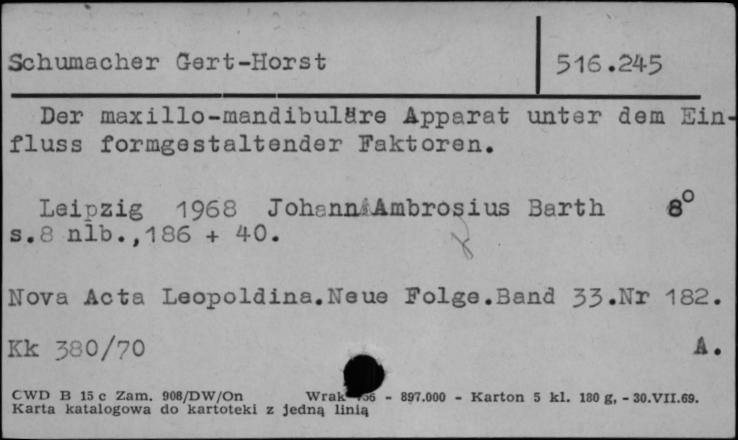 Schumacher Gert-Horst 516.245
Der maxillo-mandibuläre Apparat unter dem Ein-
fluss formgestaltender Faktoren.
Leipzig 1968 Johann Ambrosius Barth 8°
s.8 nlb.,186 + 40.
Nova Acta Leopoldina.Neue Folge.Band 33.Nr 182.
Kk 380/70 A.
CWD B 15 c Zam. 908/DW/On Wrak - 897.000 - Karton 5 kl. 180 g, - 30.VII.69.
Karta katalogowa do kartoteki z jedną linią